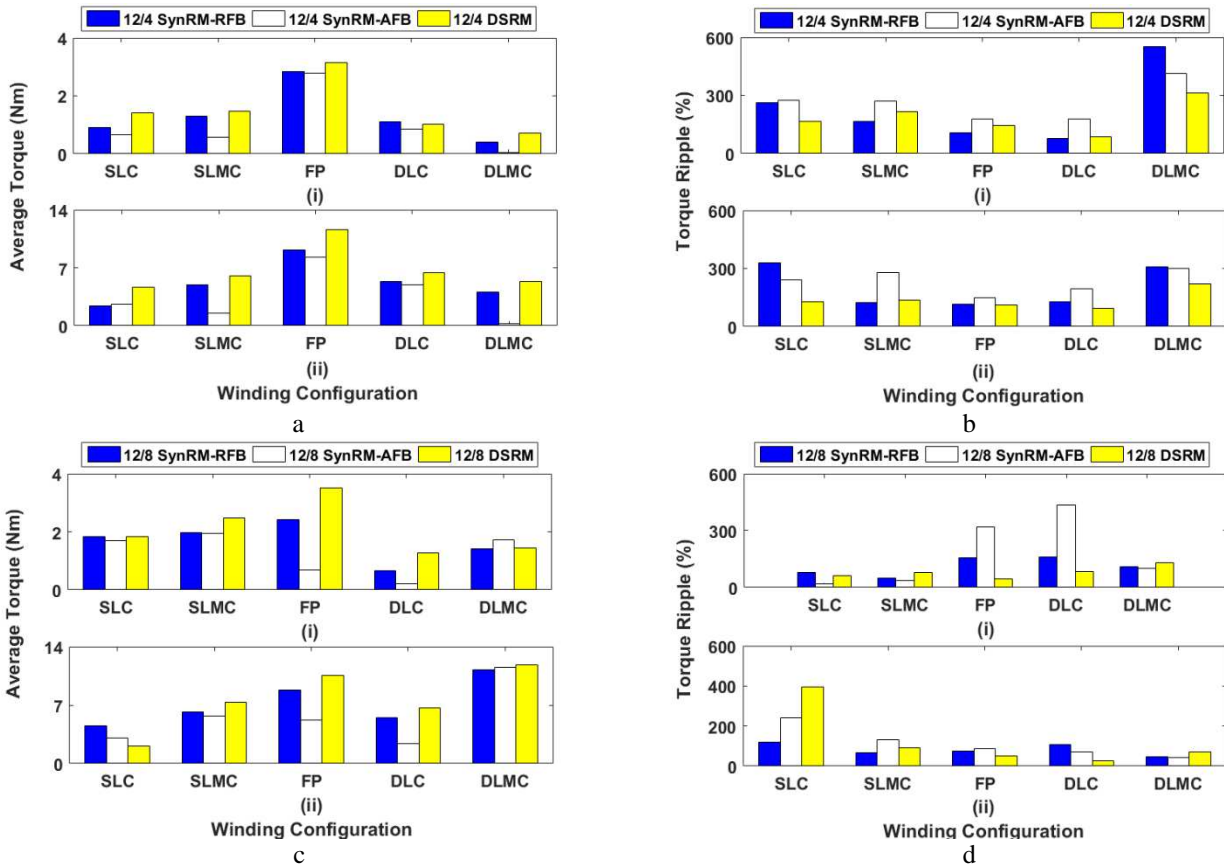 12/4 SynRM-RFB 12/4 SynRM-AFB 12/4 DSRM
Average Torque (Nm)
4
2
0
SLC SLMC FP DLC DLMC
(i)
14
7
0
SLC SLMC FP DLC DLMC
(ii)
Winding Configuration
a
12/4 SynRM-RFB 12/4 SynRM-AFB 12/4 DSRM
Torque Ripple (%)
600
300
0
SLC SLMC FP DLC DLMC
(i)
600
300
0
SLC SLMC FP DLC DLMC
(ii)
Winding Configuration
b
12/8 SynRM-RFB 12/8 SynRM-AFB 12/8 DSRM
Average Torque (Nm)
4
2
0
SLC SLMC FP DLC DLMC
(i)
14
7
0
SLC SLMC FP DLC DLMC
(ii)
Winding Configuration
c
12/8 SynRM-RFB 12/8 SynRM-AFB 12/8 DSRM
Torque Ripple (%)
600
300
0
SLC SLMC FP DLC DLMC
(i)
600
400
200
0
SLC SLMC FP DLC DLMC
(ii)
Winding Configuration
d